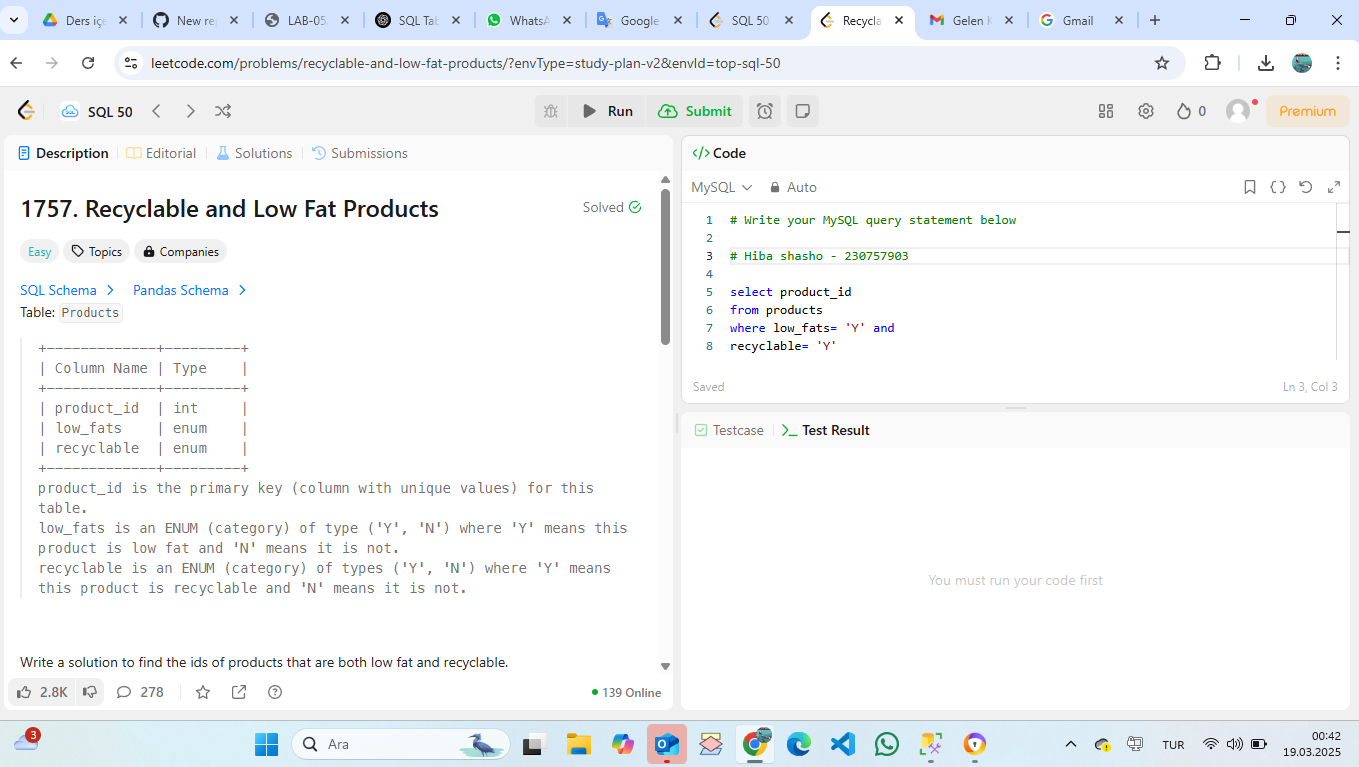 Ders içe
New re
LAB-05
SQL Tab
WhatsA
Google
SQL 50
Recycla
Gelen K
Gmail
leetcode.com/problems/recyclable-and-low-fat-products/?envType=study-plan-v2&envId=top-sql-50
SQL 50
Run
Submit
0
Premium
Description
Editorial
Solutions
Submissions
1757. Recyclable and Low Fat Products
Solved
Easy
Topics
Companies
SQL Schema
Pandas Schema
Table: Products
+-------------+---------+
| Column Name | Type    |
+-------------+---------+
| product_id  | int     |
| low_fats    | enum    |
| recyclable  | enum    |
+-------------+---------+
product_id is the primary key (column with unique values) for this
table.
low_fats is an ENUM (category) of type ('Y', 'N') where 'Y' means this
product is low fat and 'N' means it is not.
recyclable is an ENUM (category) of types ('Y', 'N') where 'Y' means
this product is recyclable and 'N' means it is not.
Write a solution to find the ids of products that are both low fat and recyclable.
2.8K
278
139 Online
</> Code
MySQL
Auto
1 # Write your MySQL query statement below
2
3 # Hiba shasho - 230757903
4
5 select product_id
6 from products
7 where low_fats= 'Y' and
8 recyclable= 'Y'
Saved
Ln 3, Col 3
Testcase
>_ Test Result
You must run your code first
3
Ara
TUR
00:42
19.03.2025